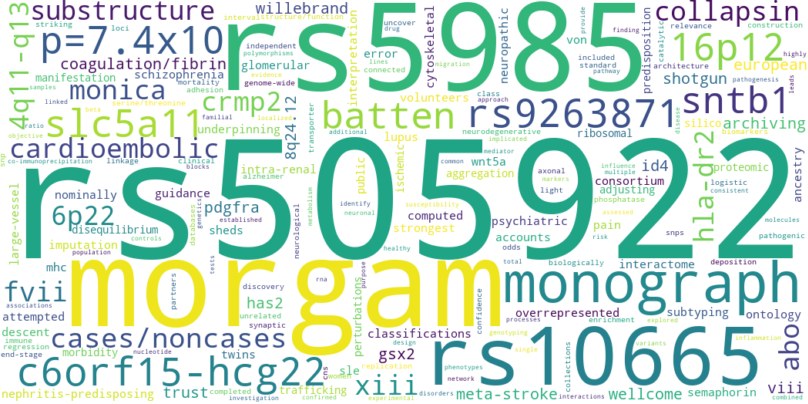 substructure
rs5985
willebrand
collapsin
4q11-q13
striking
loci
p=7.4x10
intervalstructure/function
independent
polymorphisms
cytoskeletal
migration
uncover
drug
predisposition
provide
finding
catalytic
relevance
construction
16p12
highly
european
architecture
pathogenesis
coagulation/fibrin
interpretation
error
neuropathic
von
lines
connected
included
standard
pathway
manifestation
schizophrenia
glomerular
genome-wide
evidence
monica
mortality
adhesion
samples
linked
beta
familial
crmp2
localized
class
approach
volunteers
shotgun
leads
sntb1
slc5a11
serine/threonine
ratio
objective
underpinning
8q24.12
transporter
batten
rs9263871
silico
archiving
biomarkers
neurodegenerative
implicated
ribosomal
disease
cardioembolic
co-immunoprecipitation
additional
lupus
ischemic
public
mediator
common
axonal
light
wnt5a
aggregation
id4
consortium
influence
multiple
phosphatase
proteomic
ancestry
hla-dr2
snp
linkage
clinical
blocks
intra-renal
alzheimer
metabolism
large-vessel
rs505922
nominally
guidance
pdgfra
genetics
established
neuronal
identify
markers
susceptibility
computed
strongest
psychiatric
adjusting
logistic
consistent
assessed
pain
risk
snps
6p22
disequilibrium
controls
databases
sheds
neurological
healthy
odds
accounts
molecules
pathogenic
imputation
population
tests
total
biologically
interactome
deposition
mhc
morgam
monograph
fvii
associations
partners
discovery
rna
purpose
perturbations
confidence
processes
overrepresented
subtyping
ontology
attempted
has2
unrelated
synaptic
classifications
design
genotyping
enrichment
explored
variants
inflammation
descent
immune
regression
end-stage
cases/noncases
gsx2
replication
single
phenotypes
network
abo
morbidity
nucleotide
twins
cns
women
sle
rs10665
c6orf15-hcg22
trafficking
confirmed
experimental
xiii
disorders
interactions
collections
nephritis-predisposing
investigation
trust
completed
meta-stroke
wellcome
semaphorin
viii
combined